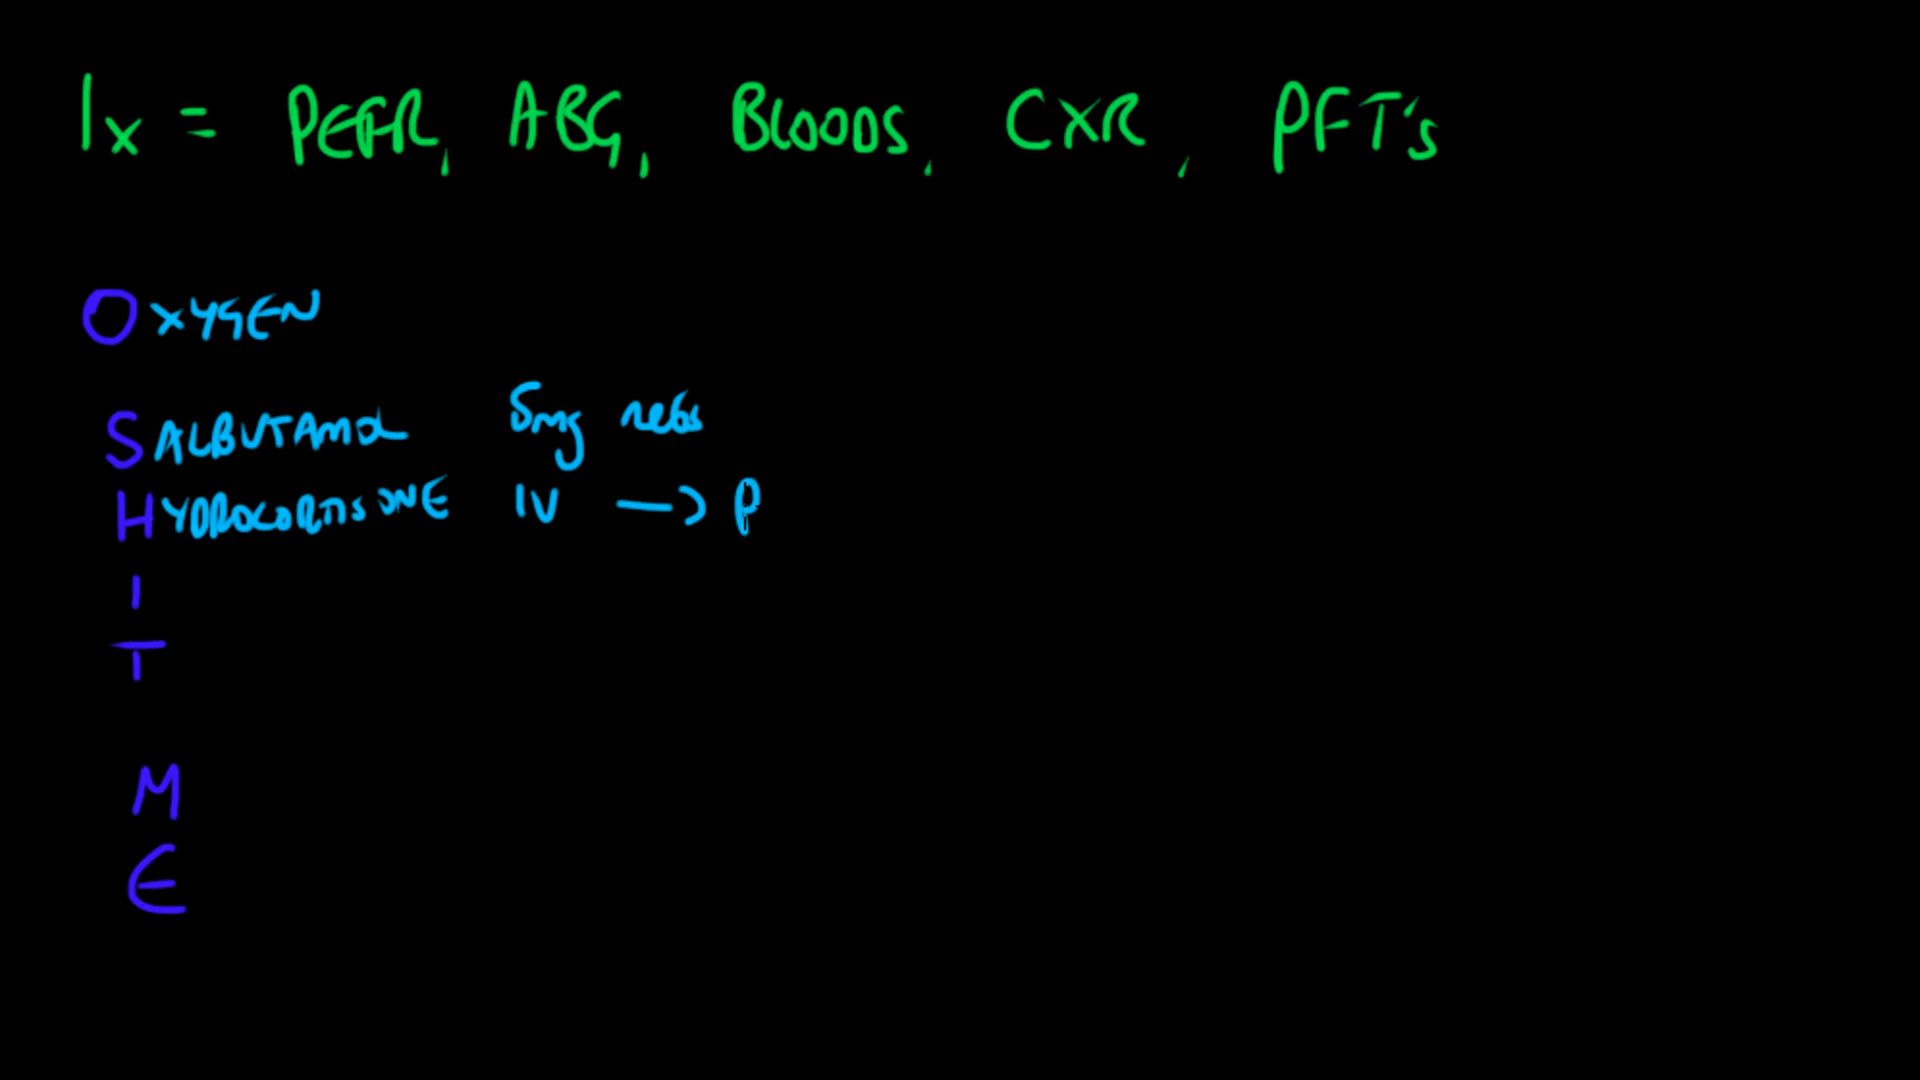 Ix = PEFR, ABG, BLOODS, CXR, PFT's
OXYGEN
SALBUTAMOL 5mg nebs
HYDROCORTISONE IV → P
I
T
M
E